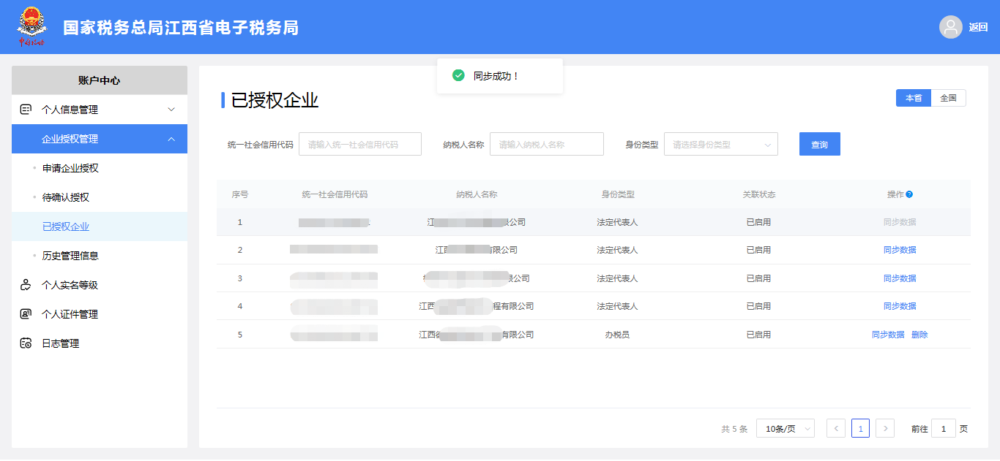 国家税务总局江西省电子税务局
返回
账户中心
个人信息管理
企业授权管理
申请企业授权
待确认授权
已授权企业
历史管理信息
个人实名等级
个人证件管理
日志管理
同步成功！
已授权企业
本省 全国
统一社会信用代码 请输入统一社会信用代码 纳税人名称 请输入纳税人名称 身份类型 请选择身份类型 查询
序号 统一社会信用代码 纳税人名称 身份类型 关联状态 操作
1 江 公司 法定代表人 已启用 同步数据
2 江西 有限公司 法定代表人 已启用 同步数据
3 限公司 法定代表人 已启用 同步数据
4 江西 程有限公司 法定代表人 已启用 同步数据
5 江西 有限公司 办税员 已启用 同步数据 删除
共 5 条 10条/页 1 前往 1 页